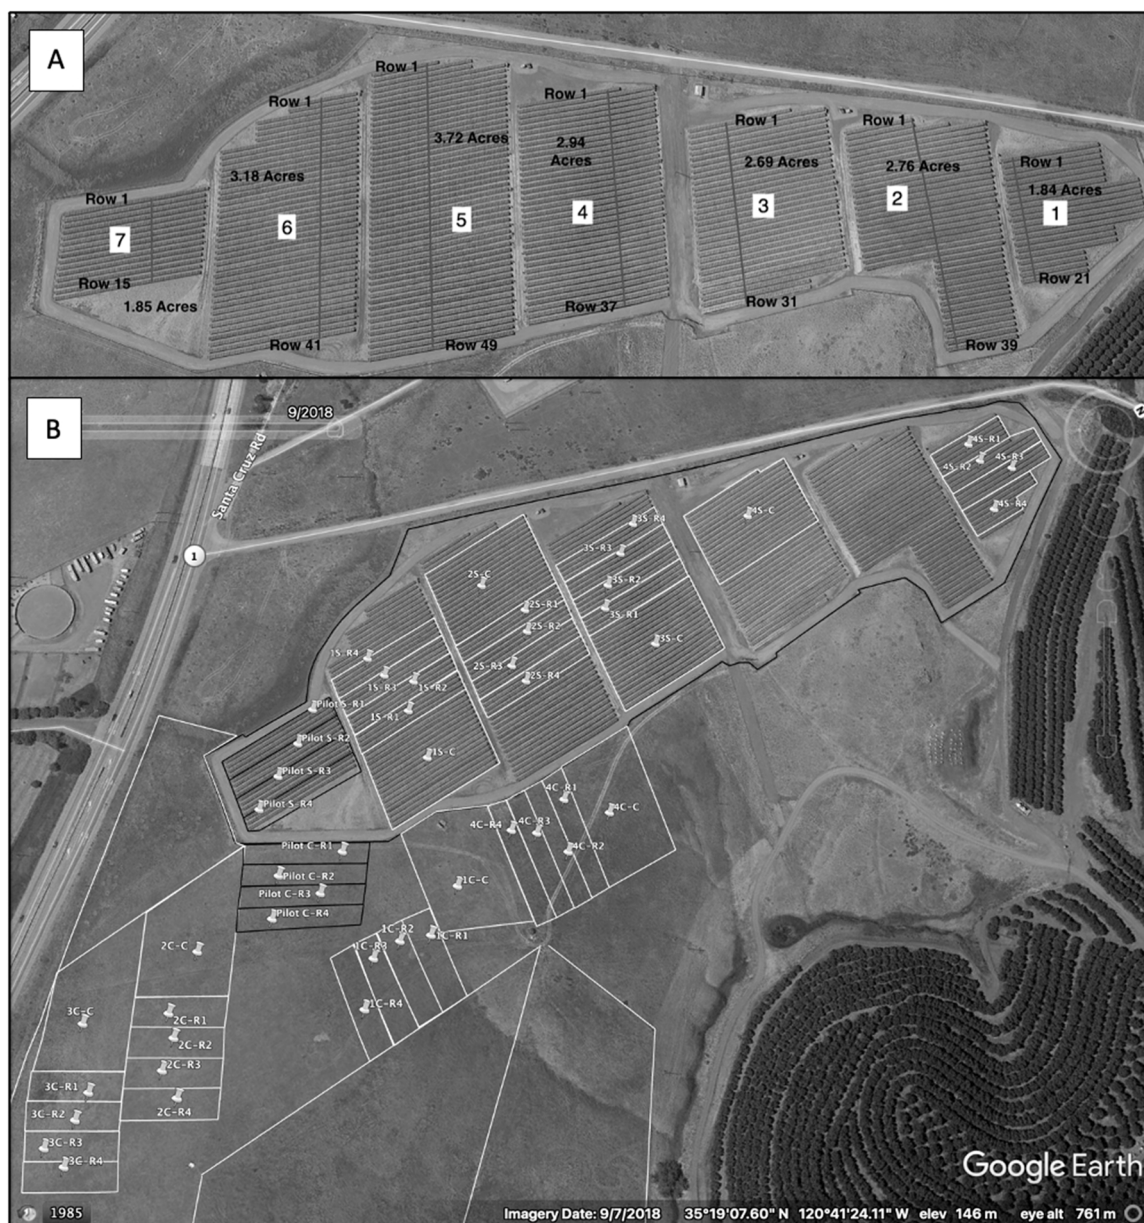 A
Row 1
Row 1
Row 1
Row 1
Row 1
Row 1
3.72 Acres
2.94
Acres
2.69 Acres
2.76 Acres
Row 1
3.18 Acres
1.84 Acres
Row 1
7
6
5
4
3
2
1
Row 15
1.85 Acres
Row 21
Row 31
Row 37
Row 41
Row 49
Row 39
B
9/2018
Santa Cruz Rd
1
N
4S-R1
4S-R2
4S-R3
4S-R4
4S-C
3S-R4
3S-R3
3S-R2
3S-R1
3S-C
2S-C
2S-R1
2S-R2
2S-R3
2S-R4
1S-R4
1S-R3
1S-R2
1S-R1
1S-C
Pilot S-R1
Pilot S-R2
Pilot S-R3
Pilot S-R4
4C-R1
4C-R4
4C-R3
4C-C
4C-R2
Pilot C-R1
Pilot C-R2
Pilot C-R3
Pilot C-R4
1C-C
1C-R2
1C-R1
1C-R3
1C-R4
2C-C
3C-C
2C-R1
2C-R2
2C-R3
2C-R4
3C-R1
3C-R2
3C-R3
3C-R4
Google Earth
1985
Imagery Date: 9/7/2018 35°19'07.60" N 120°41'24.11" W elev 146 m eye alt 761 m